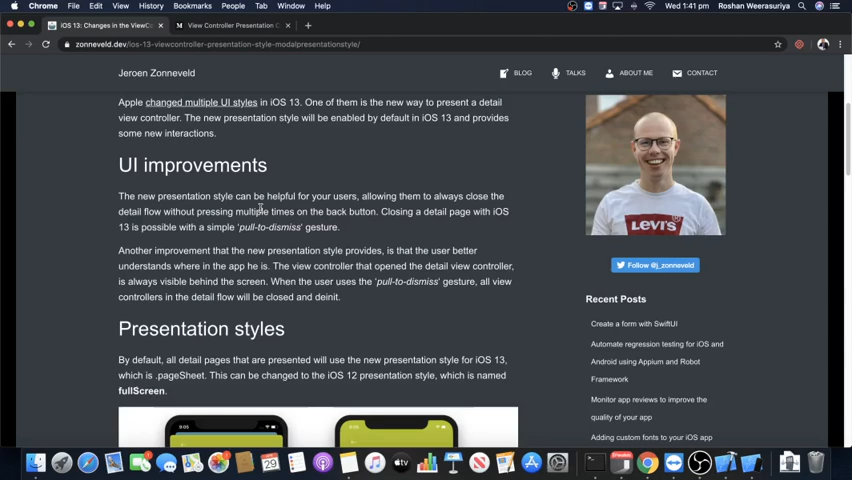 Chrome File Edit View History Bookmarks People Tab Window Help Wed 1:41 pm Roshan Weerasuriya
iOS 13: Changes in the ViewCo
View Controller Presentation C
zonneveld.dev/ios-13-viewcontroller-presentation-style-modalpresentationstyle/
Jeroen Zonneveld BLOG TALKS ABOUT ME CONTACT
Apple changed multiple UI styles in iOS 13. One of them is the new way to present a detail
view controller. The new presentation style will be enabled by default in iOS 13 and provides
some new interactions.
UI improvements
The new presentation style can be helpful for your users, allowing them to always close the
detail flow without pressing multiple times on the back button. Closing a detail page with iOS
13 is possible with a simple 'pull-to-dismiss' gesture.
Another improvement that the new presentation style provides, is that the user better
understands where in the app he is. The view controller that opened the detail view controller,
is always visible behind the screen. When the user uses the 'pull-to-dismiss' gesture, all view
controllers in the detail flow will be closed and deinit.
Presentation styles
By default, all detail pages that are presented will use the new presentation style for iOS 13,
which is .pageSheet. This can be changed to the iOS 12 presentation style, which is named
fullScreen.
9:05
9:05
LEVI'S
Follow @j_zonneveld
Recent Posts
Create a form with SwiftUI
Automate regression testing for iOS and
Android using Appium and Robot
Framework
Monitor app reviews to improve the
quality of your app
Adding custom fonts to your iOS app